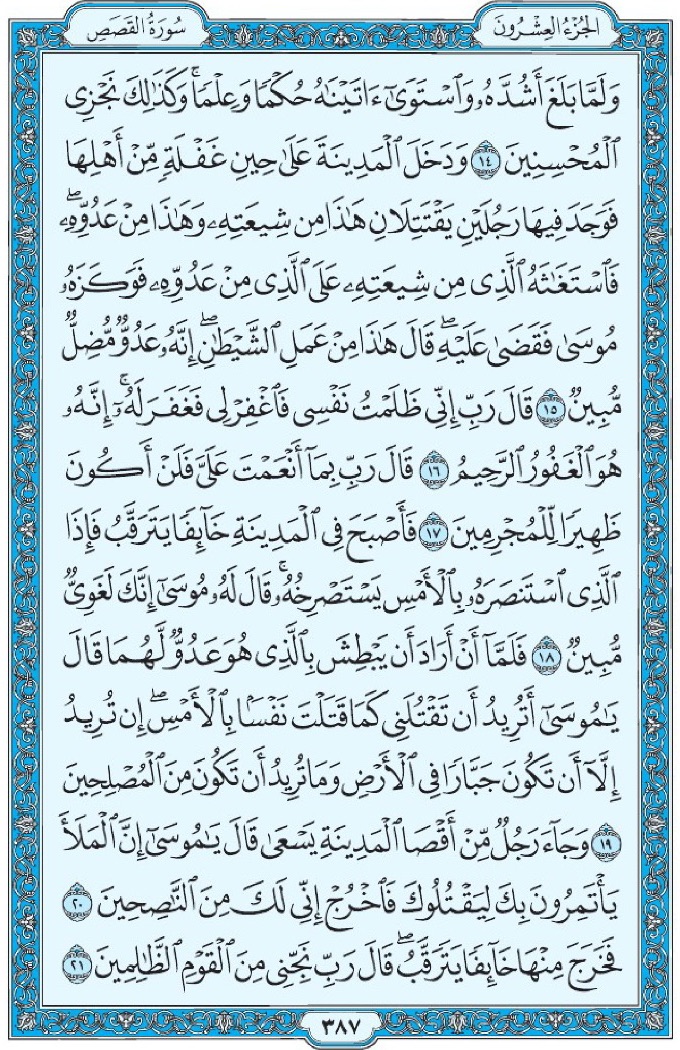 الجُزْءُ العِشْرُونَ
سُورَةُ القَصَصِ
وَلَمَّا بَلَغَ أَشُدَّهُۥ وَٱسْتَوَىٰٓ ءَاتَيْنَٰهُ حُكْمًا وَعِلْمًاۚ وَكَذَٰلِكَ نَجْزِى
ٱلْمُحْسِنِينَ ١٤ وَدَخَلَ ٱلْمَدِينَةَ عَلَىٰ حِينِ غَفْلَةٍ مِّنْ أَهْلِهَا
فَوَجَدَ فِيهَا رَجُلَيْنِ يَقْتَتِلَانِ هَٰذَا مِن شِيعَتِهِۦ وَهَٰذَا مِنْ عَدُوِّهِۦۖ
فَٱسْتَغَٰثَهُ ٱلَّذِى مِن شِيعَتِهِۦ عَلَى ٱلَّذِى مِنْ عَدُوِّهِۦ فَوَكَزَهُۥ
مُوسَىٰ فَقَضَىٰ عَلَيْهِۖ قَالَ هَٰذَا مِنْ عَمَلِ ٱلشَّيْطَٰنِۖ إِنَّهُۥ عَدُوٌّ مُّضِلٌّ
مُّبِينٌ ١٥ قَالَ رَبِّ إِنِّى ظَلَمْتُ نَفْسِى فَٱغْفِرْ لِى فَغَفَرَ لَهُۥٓۚ إِنَّهُۥ
هُوَ ٱلْغَفُورُ ٱلرَّحِيمُ ١٦ قَالَ رَبِّ بِمَآ أَنْعَمْتَ عَلَىَّ فَلَنْ أَكُونَ
ظَهِيرًا لِّلْمُجْرِمِينَ ١٧ فَأَصْبَحَ فِى ٱلْمَدِينَةِ خَآئِفًا يَتَرَقَّبُ فَإِذَا
ٱلَّذِى ٱسْتَنصَرَهُۥ بِٱلْأَمْسِ يَسْتَصْرِخُهُۥۚ قَالَ لَهُۥ مُوسَىٰٓ إِنَّكَ لَغَوِىٌّ
مُّبِينٌ ١٨ فَلَمَّآ أَنْ أَرَادَ أَن يَبْطِشَ بِٱلَّذِى هُوَ عَدُوٌّ لَّهُمَا قَالَ
يَٰمُوسَىٰٓ أَتُرِيدُ أَن تَقْتُلَنِى كَمَا قَتَلْتَ نَفْسًۢا بِٱلْأَمْسِۖ إِن تُرِيدُ
إِلَّآ أَن تَكُونَ جَبَّارًا فِى ٱلْأَرْضِ وَمَا تُرِيدُ أَن تَكُونَ مِنَ ٱلْمُصْلِحِينَ
١٩ وَجَآءَ رَجُلٌ مِّنْ أَقْصَا ٱلْمَدِينَةِ يَسْعَىٰ قَالَ يَٰمُوسَىٰٓ إِنَّ ٱلْمَلَأَ
يَأْتَمِرُونَ بِكَ لِيَقْتُلُوكَ فَٱخْرُجْ إِنِّى لَكَ مِنَ ٱلنَّٰصِحِينَ ٢٠
فَخَرَجَ مِنْهَا خَآئِفًا يَتَرَقَّبُۖ قَالَ رَبِّ نَجِّنِى مِنَ ٱلْقَوْمِ ٱلظَّٰلِمِينَ ٢١
٣٨٧